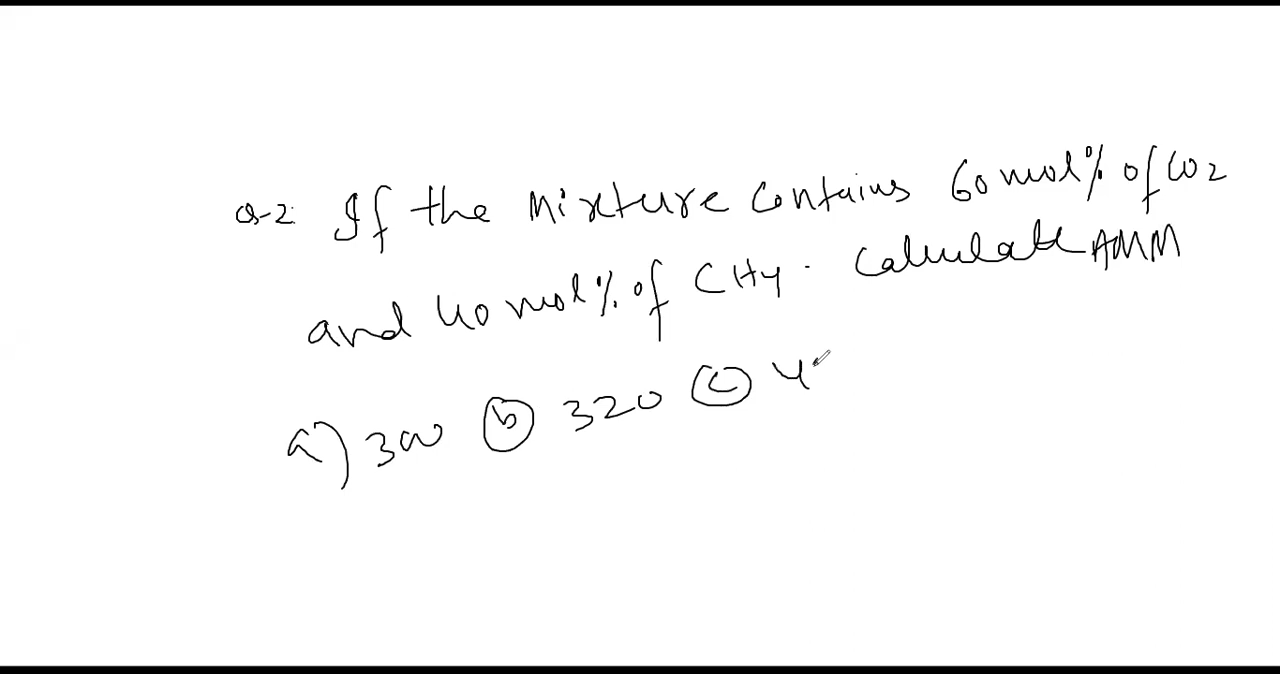 Q-2: If the Mixture contains 60 mol% of CO2
and 40 mol% of CH4. Calculate AMM
a) 300 (b) 320 (c) 4